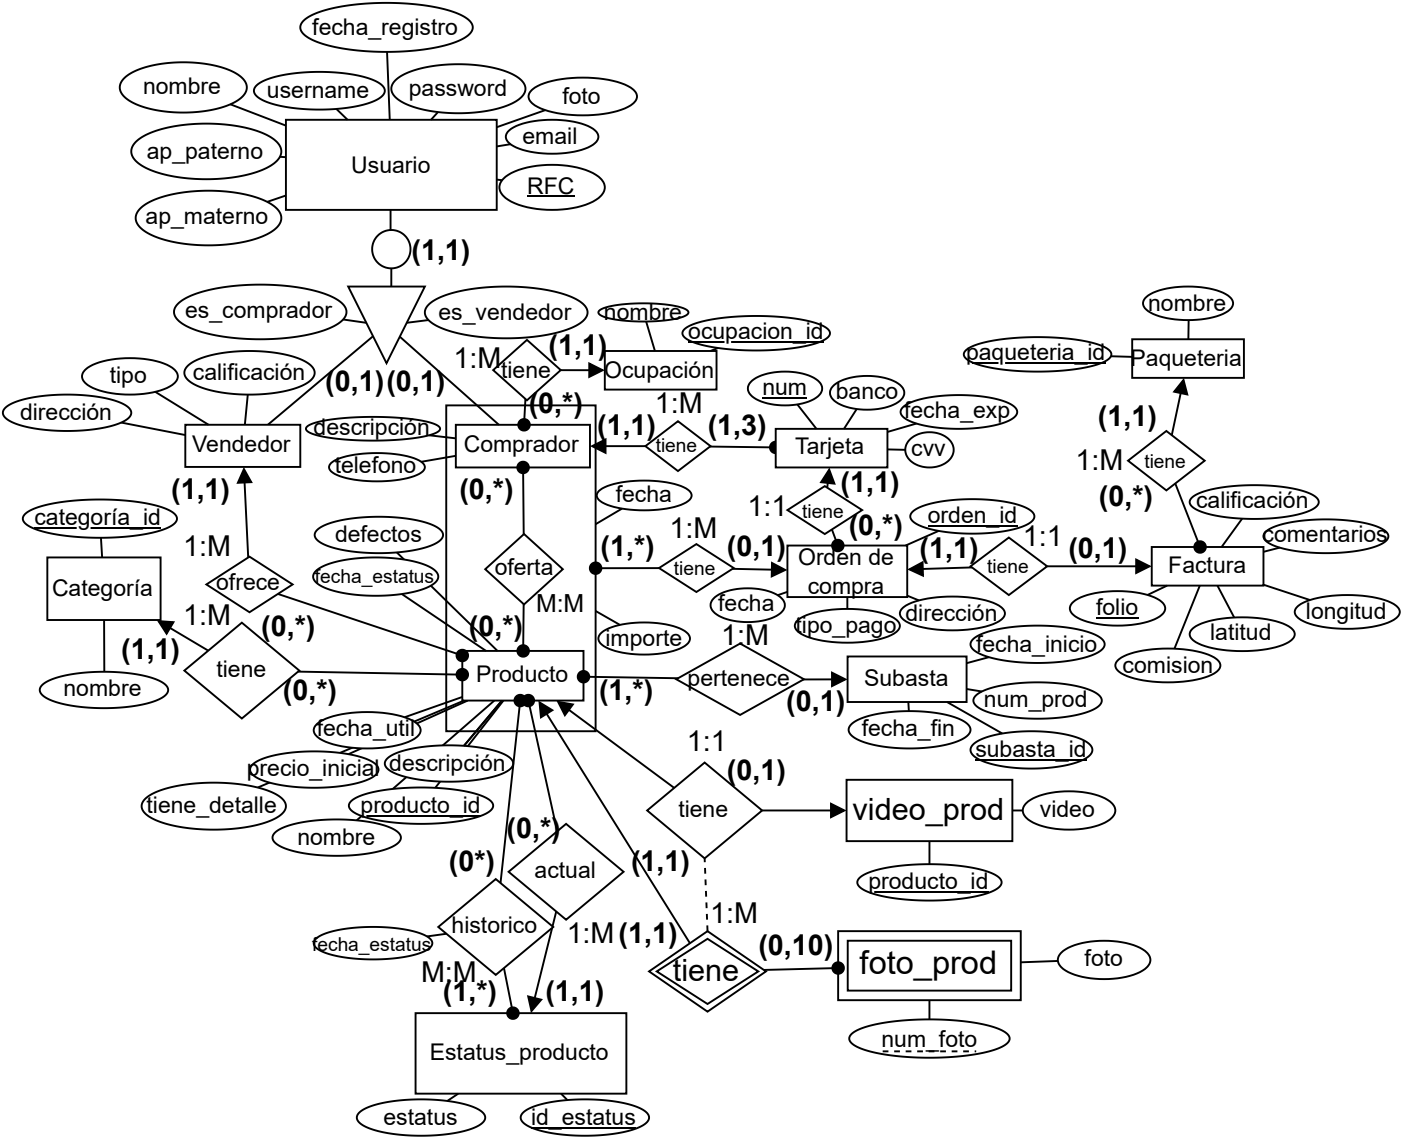 fecha_registro
nombre
username
password
foto
ap_paterno
Usuario
email
RFC
ap_materno
(1,1)
es_comprador
es_vendedor
nombre
ocupacion_id
nombre
paqueteria_id
Paqueteria
tipo
calificación
1:M
tiene
(1,1)
Ocupación
(0,1)
(0,1)
dirección
Vendedor
descripción
telefono
(0,*)
Comprador
(1,1)
1:M
tiene
(1,3)
num
banco
fecha_exp
Tarjeta
cvv
(1,1)
1:M
tiene
(0,*)
(1,1)
(0,*)
fecha
1:1
tiene
(1,1)
(0,*)
orden_id
calificación
comentarios
categoría_id
1:M
defectos
fecha_estatus
oferta
M:M
(1,*)
1:M
tiene
(0,1)
Orden de
compra
(1,1)
1:1
tiene
(0,1)
Factura
Categoría
ofrece
1:M
(0,*)
(0,*)
fecha
tipo_pago
dirección
folio
longitud
latitud
comision
importe
(1,1)
tiene
(0,*)
nombre
Producto
(1,*)
1:M
pertenece
(0,1)
Subasta
fecha_inicio
num_prod
fecha_fin
subasta_id
fecha_util
precio_inicial
descripción
tiene_detalle
producto_id
nombre
1:1
(0,1)
tiene
video_prod
video
producto_id
(0,*)
actual
(1,1)
(0*)
historico
fecha_estatus
M:M
(1,*)
1:M
(1,1)
(1,1)
1:M
tiene
(0,10)
foto_prod
foto
num_foto
Estatus_producto
estatus
id_estatus